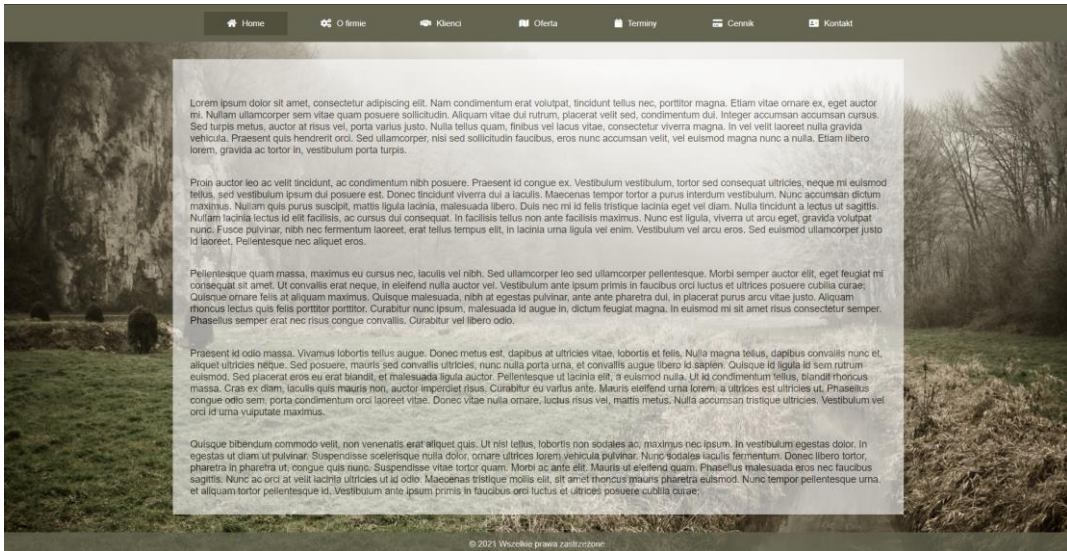 Home O firmie Klienci Oferta Terminy Cennik Kontakt
Lorem ipsum dolor sit amet, consectetur adipiscing elit. Nam condimentum erat volutpat, tincidunt tellus nec, porttitor magna. Etiam vitae ornare ex, eget auctor
mi. Nullam ullamcorper sem vitae quam posuere sollicitudin. Aliquam vitae dui rutrum, placerat velit sed, condimentum dui. Integer accumsan accumsan cursus.
Sed turpis metus, auctor at risus vel, porta varius justo. Nulla tellus quam, finibus vel lacus vitae, consectetur viverra magna. In vel velit laoreet nulla gravida
vehicula. Praesent quis hendrerit orci. Sed ullamcorper, nisi sed sollicitudin faucibus, eros nunc accumsan velit, vel euismod magna nunc a nulla. Etiam libero
lorem, gravida ac tortor in, vestibulum porta turpis.
Proin auctor leo ac velit tincidunt, ac condimentum nibh posuere. Praesent id congue ex. Vestibulum vestibulum, tortor sed consequat ultricies, neque mi euismod
tellus, sed vestibulum ipsum dui posuere est. Donec tincidunt viverra dui a iaculis. Maecenas tempor tortor a purus interdum vestibulum. Nunc accumsan dictum
maximus. Nullam quis purus suscipit, mattis ligula lacinia, malesuada libero. Duis nec mi id felis tristique lacinia eget vel diam. Nulla tincidunt a lectus ut sagittis.
Nullam lacinia lectus id elit facilisis, ac cursus dui consequat. In facilisis tellus non ante facilisis maximus. Nunc est ligula, viverra ut arcu eget, gravida volutpat
nunc. Fusce pulvinar, nibh nec fermentum laoreet, erat tellus tempus elit, in lacinia urna ligula vel enim. Vestibulum vel arcu eros. Sed euismod ullamcorper justo
id laoreet. Pellentesque nec aliquet eros.
Pellentesque quam massa, maximus eu cursus nec, iaculis vel nibh. Sed ullamcorper leo sed ullamcorper pellentesque. Morbi semper auctor elit, eget feugiat mi
consequat sit amet. Ut convallis erat neque, in eleifend nulla auctor vel. Vestibulum ante ipsum primis in faucibus orci luctus et ultrices posuere cubilia curae;
Quisque ornare felis at aliquam maximus. Quisque malesuada, nibh at egestas pulvinar, ante ante pharetra dui, in placerat purus arcu vitae justo. Aliquam
rhoncus lectus quis felis porttitor porttitor. Curabitur nunc ipsum, malesuada id augue in, dictum feugiat magna. In euismod mi sit amet risus consectetur semper.
Phasellus semper erat nec risus congue convallis. Curabitur vel libero odio.
Praesent id odio massa. Vivamus lobortis tellus augue. Donec metus est, dapibus at ultricies vitae, lobortis et felis. Nulla magna tellus, dapibus convallis nunc et,
aliquet ultricies neque. Sed posuere, mauris sed convallis ultricies, nunc nulla porta urna, et convallis augue libero id sapien. Quisque id ligula id sem rutrum
euismod. Sed placerat eros eu erat blandit, et malesuada ligula auctor. Pellentesque ut lacinia elit, a euismod nulla. Ut id condimentum tellus, blandit rhoncus
massa. Cras ex diam, iaculis quis mauris non, auctor imperdiet risus. Curabitur eu varius ante. Mauris eleifend urna lorem, a ultrices est ultricies ut. Phasellus
congue odio sem, porta condimentum orci laoreet vitae. Donec vitae nulla ornare, luctus risus vel, mattis metus. Nulla accumsan tristique ultricies. Vestibulum vel
orci id urna vulputate maximus.
Quisque bibendum commodo velit, non venenatis erat aliquet quis. Ut nisl tellus, lobortis non sodales ac, maximus nec ipsum. In vestibulum egestas dolor. In
egestas ut diam ut pulvinar. Suspendisse scelerisque nulla dolor, ornare ultrices lorem vehicula pulvinar. Nunc sodales iaculis fermentum. Donec libero tortor,
pharetra in pharetra ut, congue quis nunc. Suspendisse vitae tortor quam. Morbi ac ante elit. Mauris ut eleifend quam. Phasellus malesuada eros nec faucibus
sagittis. Nunc ac orci at velit lacinia ultricies ut id odio. Maecenas tristique mollis elit, sit amet rhoncus mauris pharetra euismod. Nunc tempor pellentesque urna,
et aliquam tortor pellentesque id. Vestibulum ante ipsum primis in faucibus orci luctus et ultrices posuere cubilia curae;
© 2021 Wszelkie prawa zastrzeżone